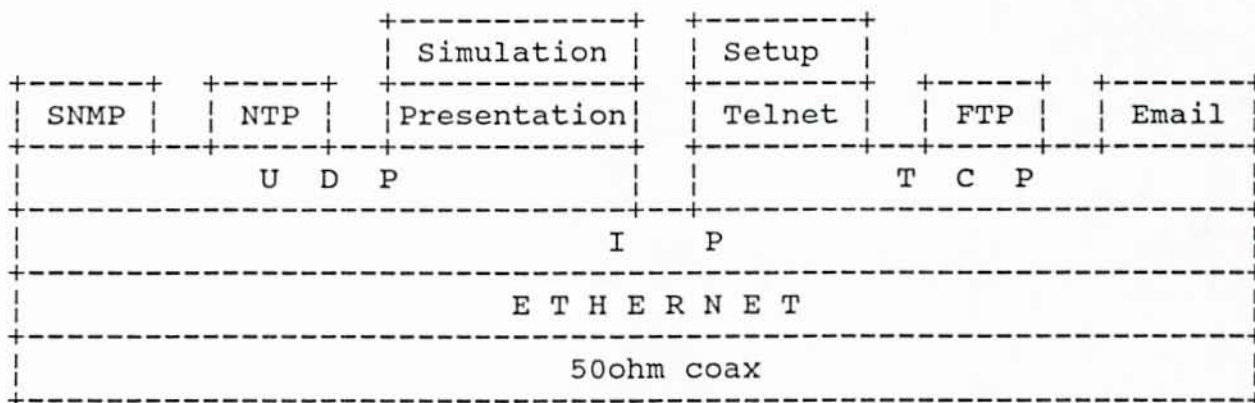 Simulation Setup
SNMP NTP Presentation Telnet FTP Email
U D P T C P
I P
E T H E R N E T
50ohm coax